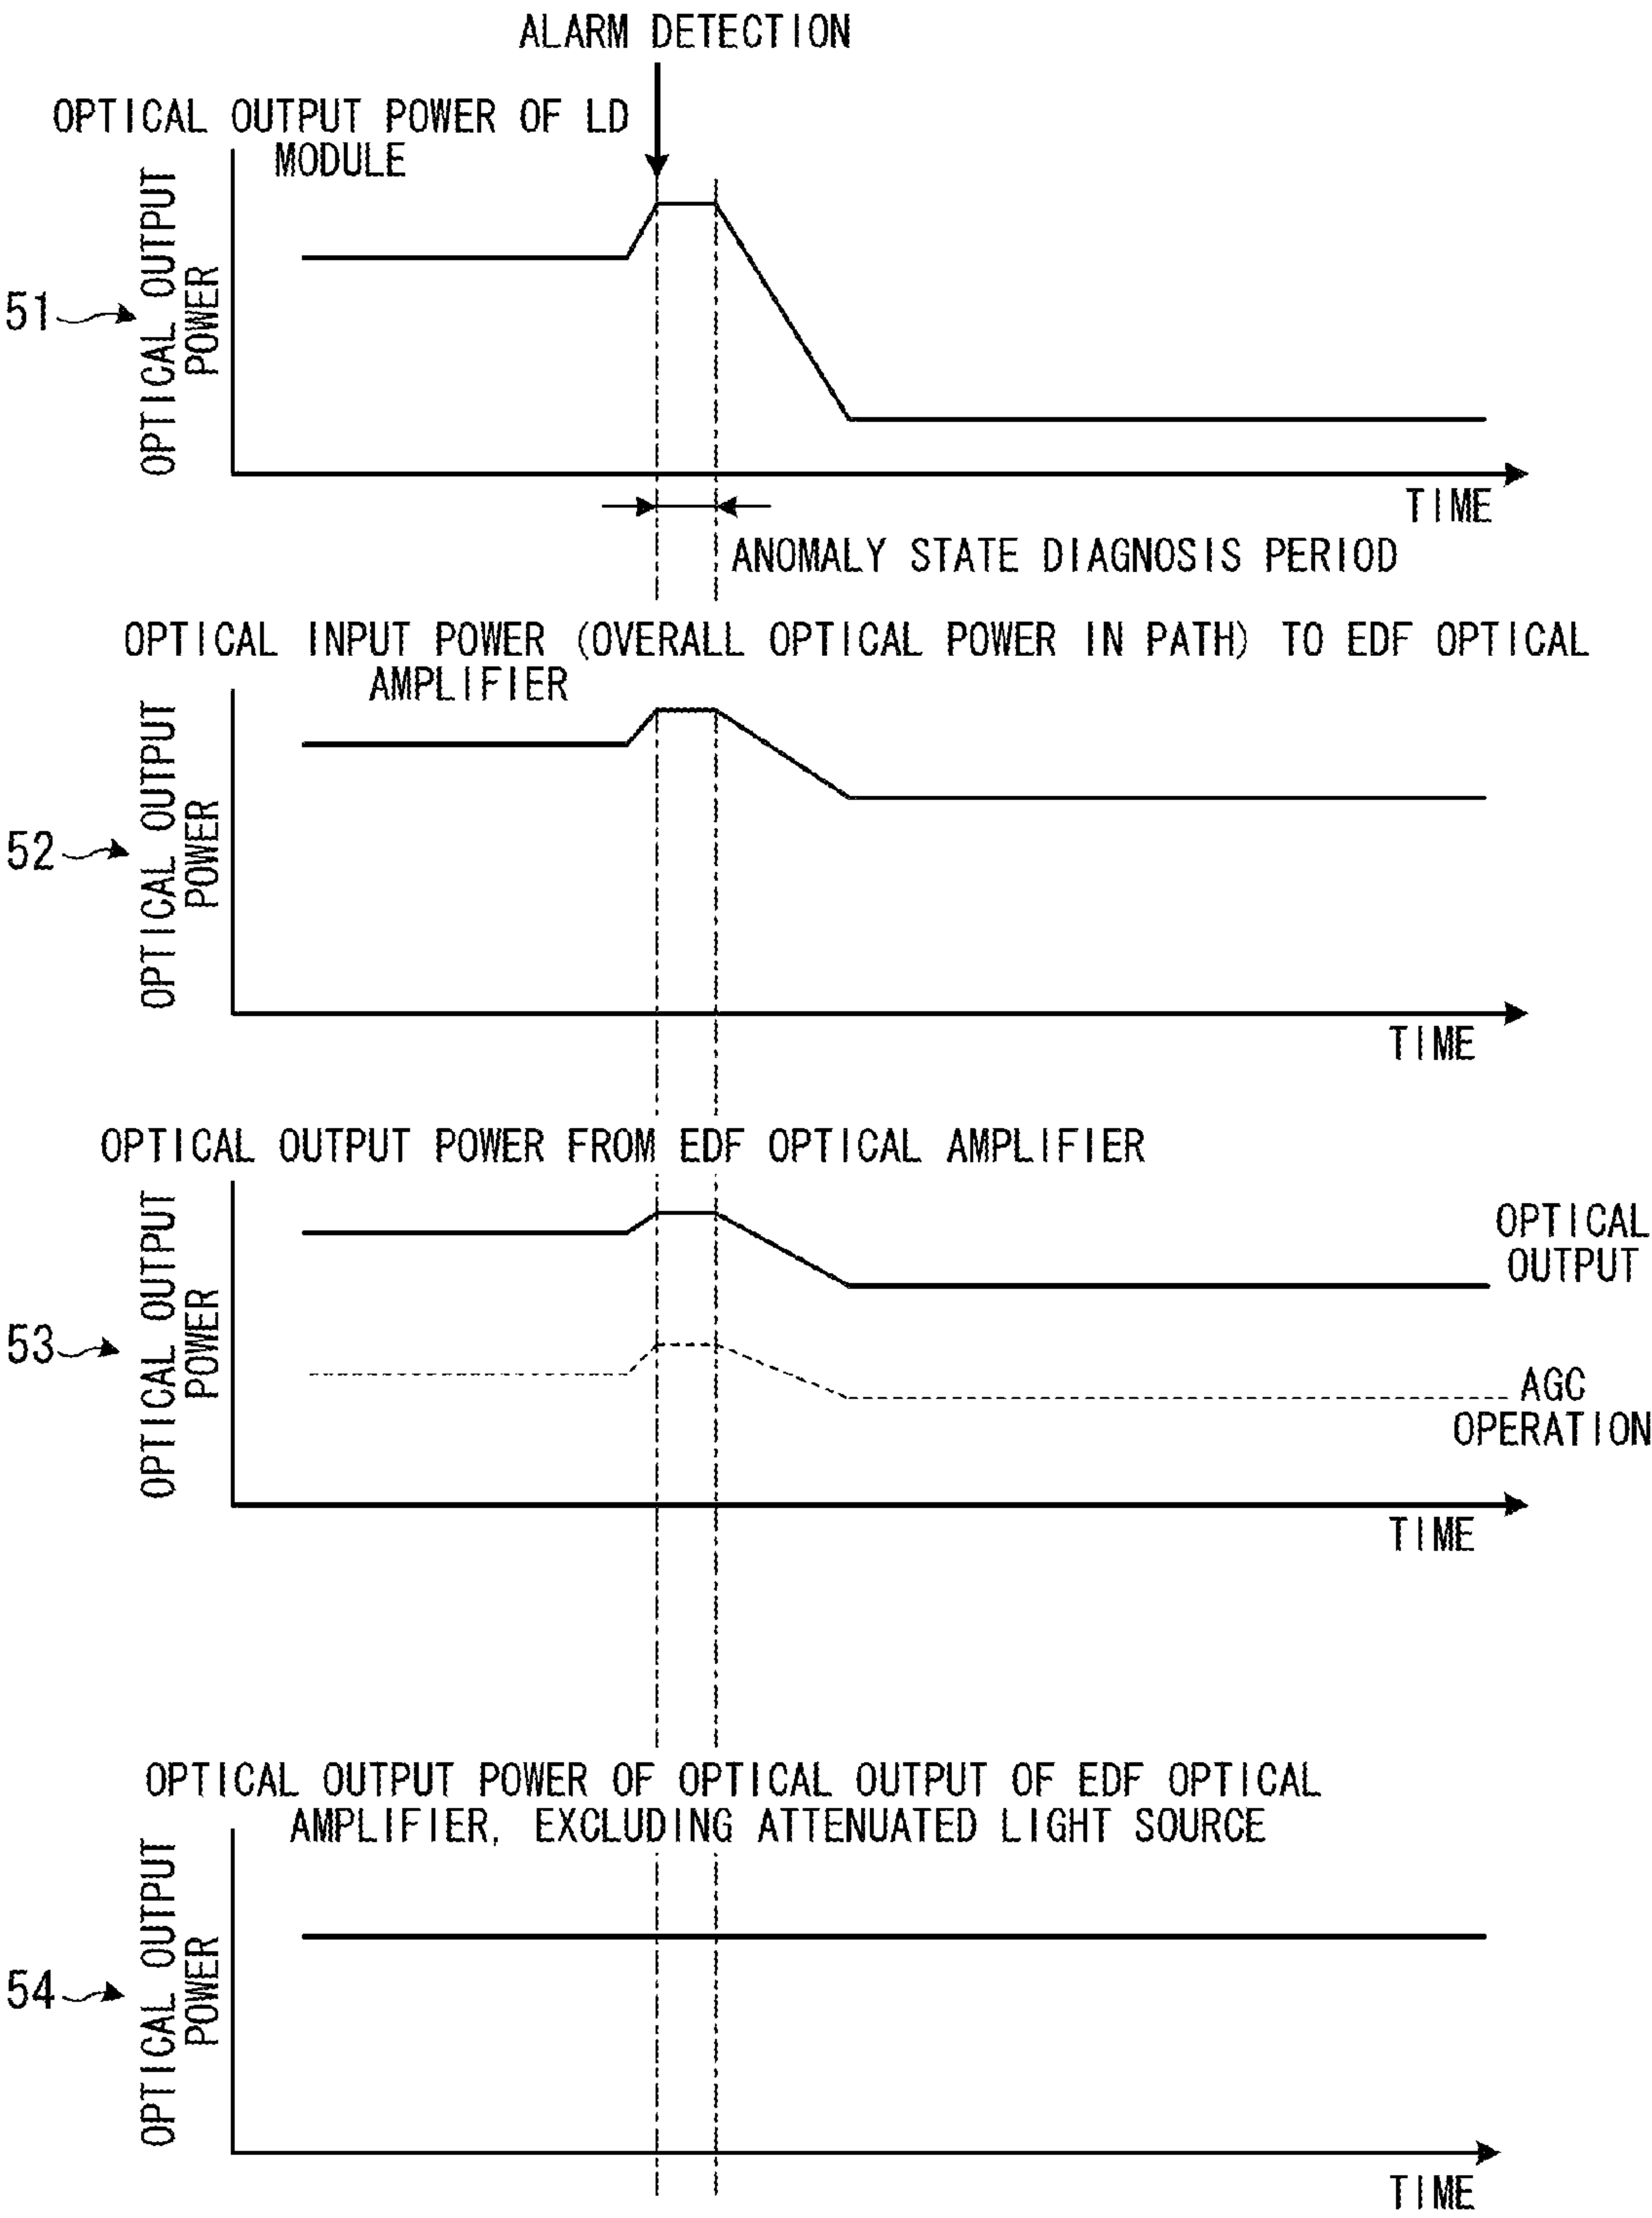 ALARM DETECTION
OPTICAL OUTPUT POWER OF LD
MODULE
OPTICAL OUTPUT
POWER
51
TIME
ANOMALY STATE DIAGNOSIS PERIOD
OPTICAL INPUT POWER (OVERALL OPTICAL POWER IN PATH) TO EDF OPTICAL
AMPLIFIER
OPTICAL OUTPUT
POWER
52
TIME
OPTICAL OUTPUT POWER FROM EDF OPTICAL AMPLIFIER
OPTICAL OUTPUT
POWER
53
OPTICAL
OUTPUT
AGC
OPERATION
TIME
OPTICAL OUTPUT POWER OF OPTICAL OUTPUT OF EDF OPTICAL
AMPLIFIER, EXCLUDING ATTENUATED LIGHT SOURCE
OPTICAL OUTPUT
POWER
54
TIME